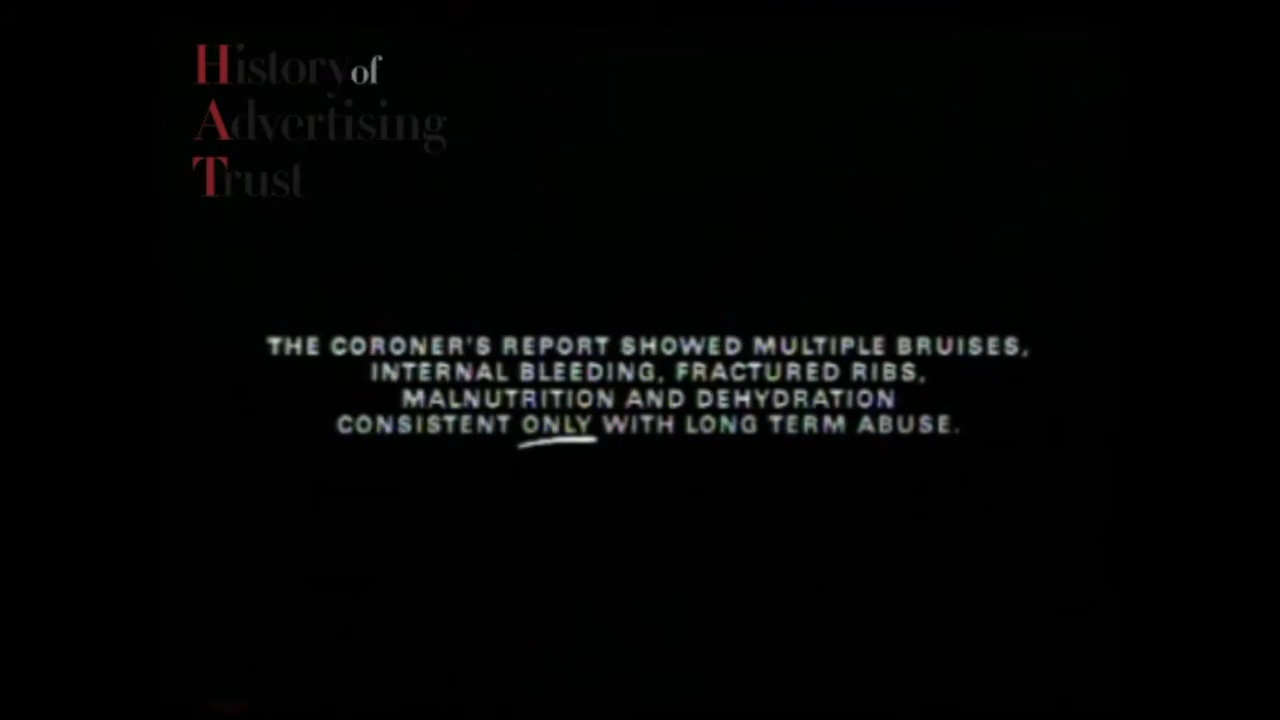 History of
Advertising
Trust
THE CORONER'S REPORT SHOWED MULTIPLE BRUISES,
INTERNAL BLEEDING, FRACTURED RIBS,
MALNUTRITION AND DEHYDRATION
CONSISTENT ONLY WITH LONG TERM ABUSE.